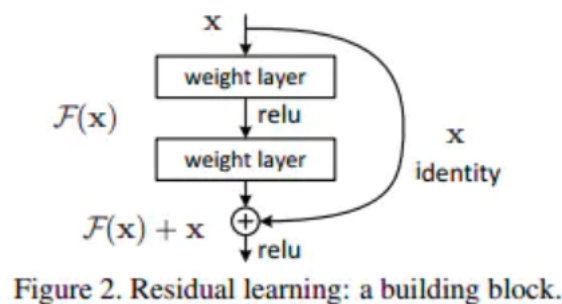 x
weight layer
F(x)
relu
x
weight layer
identity
F(x) + x
relu
Figure 2. Residual learning: a building block.